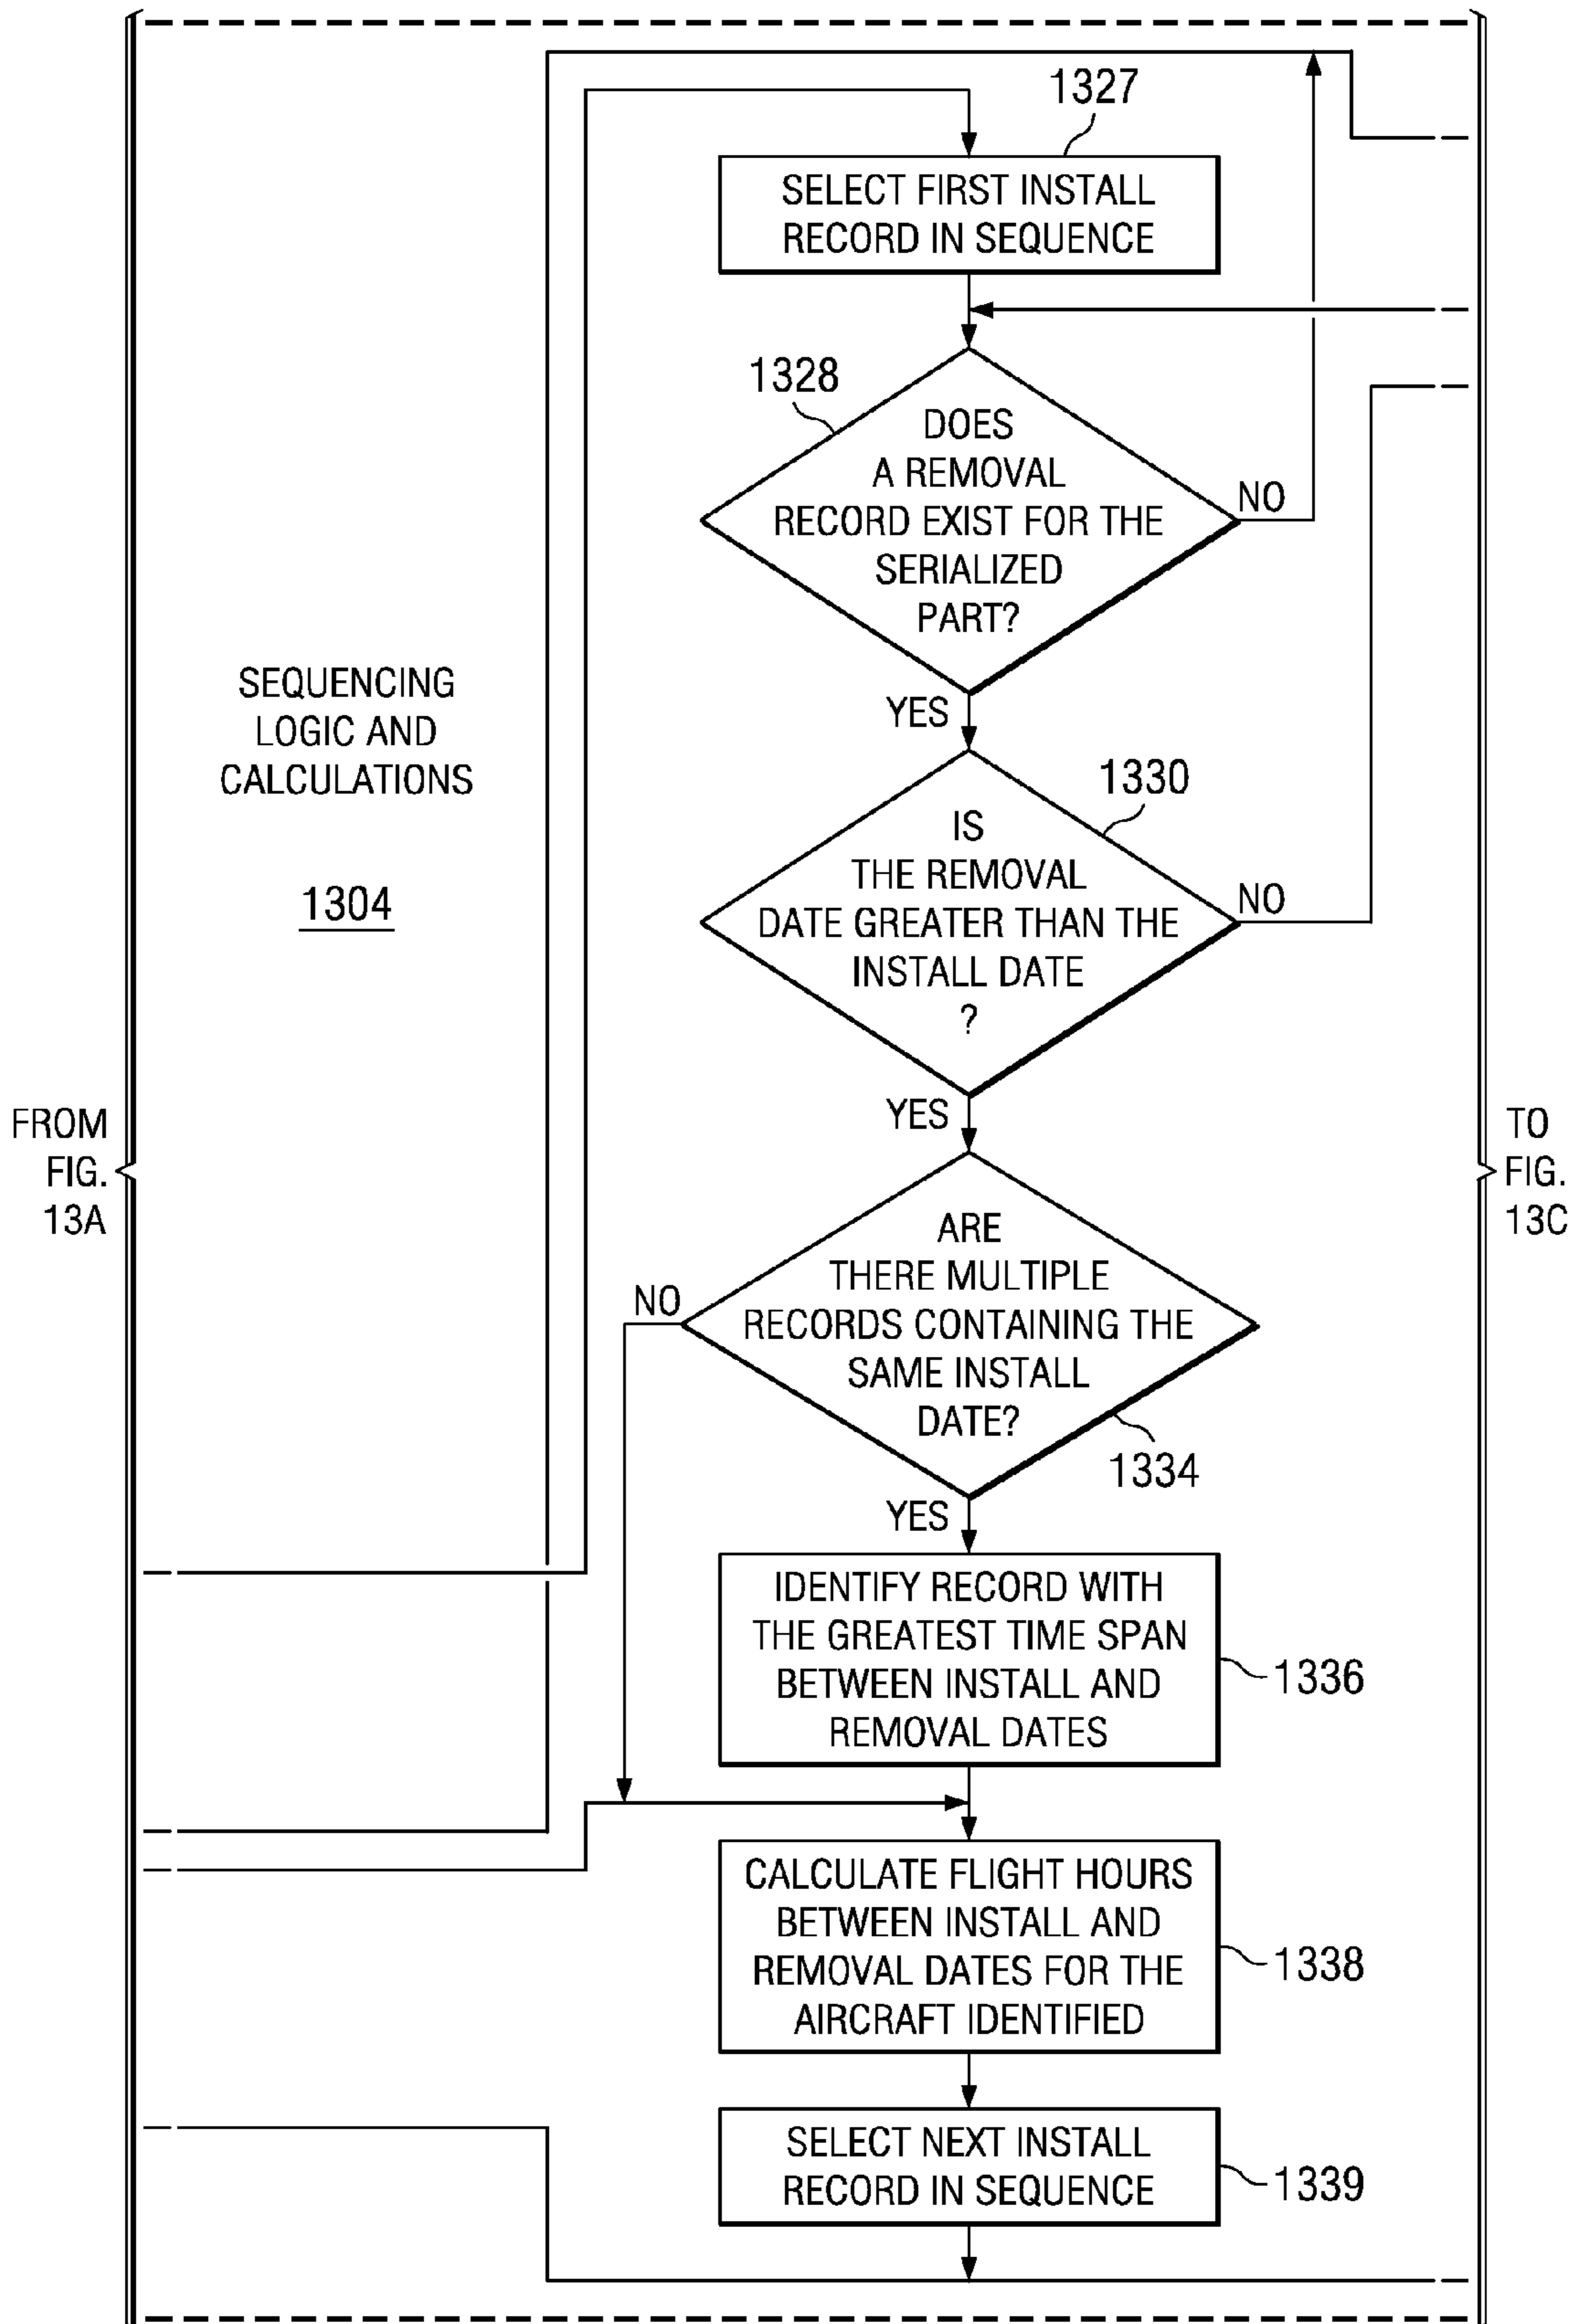 1327
SELECT FIRST INSTALL
RECORD IN SEQUENCE
1328
DOES
A REMOVAL
RECORD EXIST FOR THE
SERIALIZED
PART?
NO
YES
SEQUENCING
LOGIC AND
CALCULATIONS
1304
1330
IS
THE REMOVAL
DATE GREATER THAN THE
INSTALL DATE
?
NO
YES
FROM
FIG.
13A
TO
FIG.
13C
ARE
THERE MULTIPLE
RECORDS CONTAINING THE
SAME INSTALL
DATE?
NO
1334
YES
IDENTIFY RECORD WITH
THE GREATEST TIME SPAN
BETWEEN INSTALL AND
REMOVAL DATES
1336
CALCULATE FLIGHT HOURS
BETWEEN INSTALL AND
REMOVAL DATES FOR THE
AIRCRAFT IDENTIFIED
1338
SELECT NEXT INSTALL
RECORD IN SEQUENCE
1339